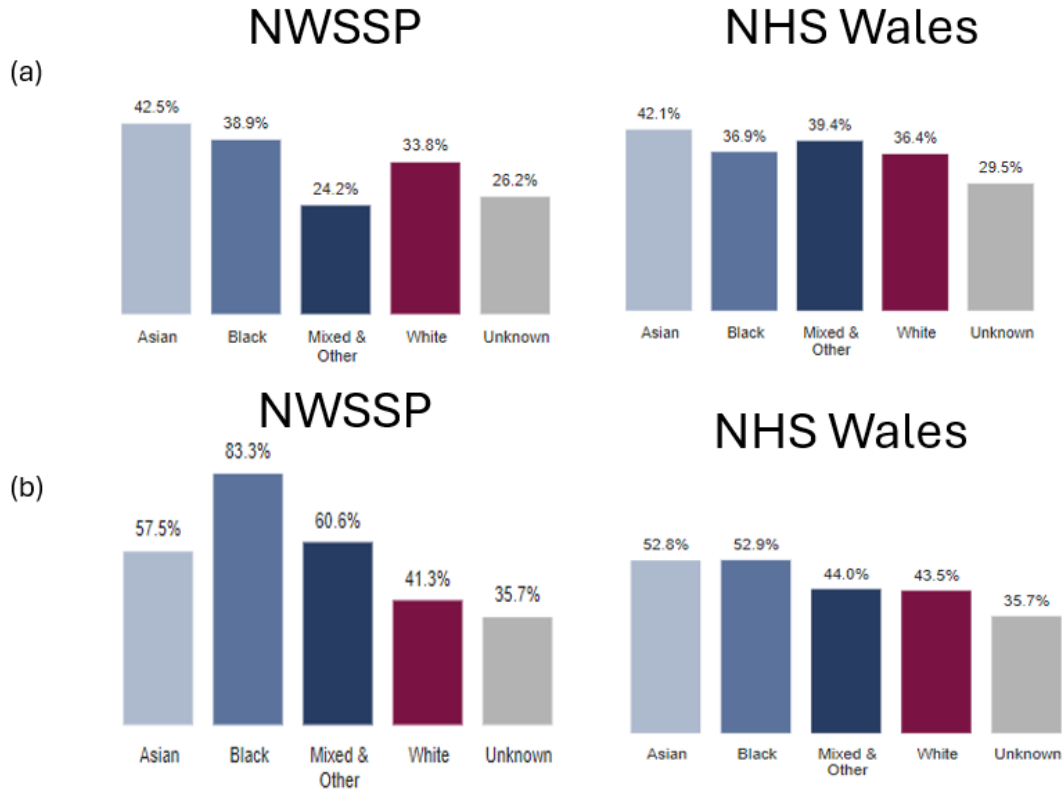 NWSSP
NHS Wales
(a)
42.5%
38.9%
24.2%
33.8%
26.2%
Asian
Black
Mixed &
Other
White
Unknown
42.1%
36.9%
39.4%
36.4%
29.5%
Asian
Black
Mixed &
Other
White
Unknown
NWSSP
NHS Wales
(b)
57.5%
83.3%
60.6%
41.3%
35.7%
Asian
Black
Mixed &
Other
White
Unknown
52.8%
52.9%
44.0%
43.5%
35.7%
Asian
Black
Mixed &
Other
White
Unknown